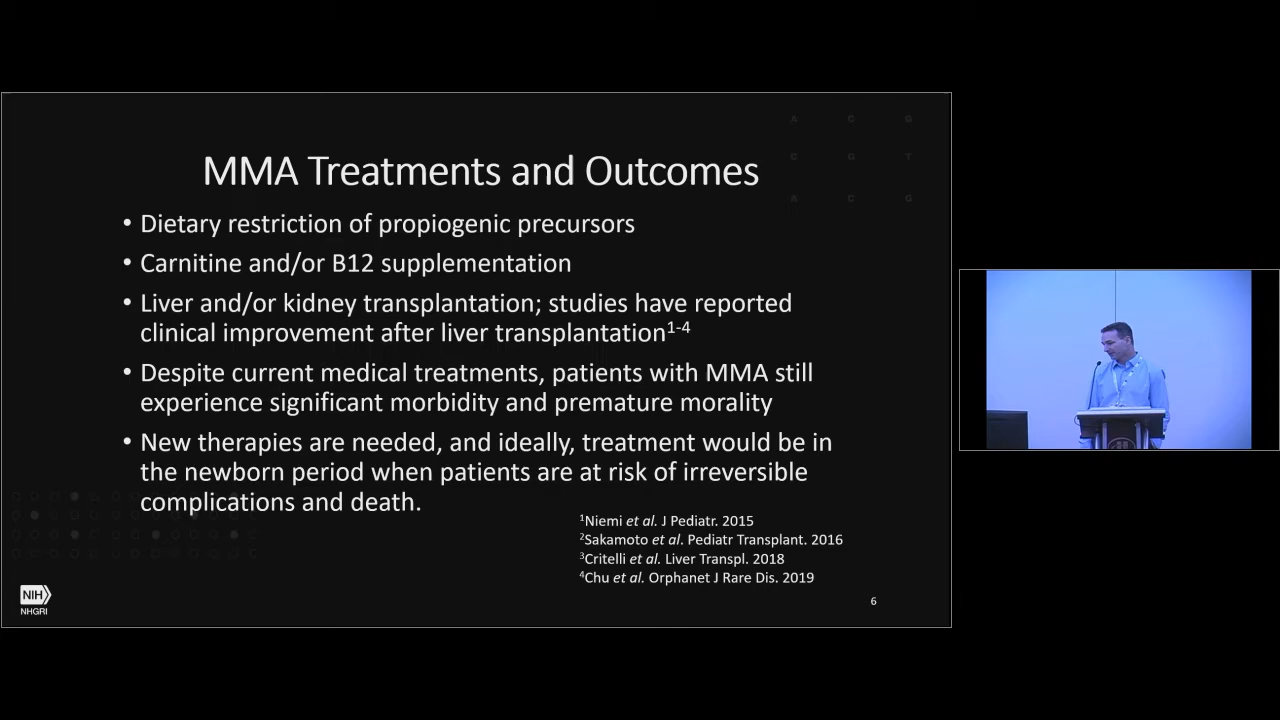 MMA Treatments and Outcomes
• Dietary restriction of propiogenic precursors
• Carnitine and/or B12 supplementation
• Liver and/or kidney transplantation; studies have reported
clinical improvement after liver transplantation1-4
• Despite current medical treatments, patients with MMA still
experience significant morbidity and premature morality
• New therapies are needed, and ideally, treatment would be in
the newborn period when patients are at risk of irreversible
complications and death.
1Niemi et al. J Pediatr. 2015
2Sakamoto et al. Pediatr Transplant. 2016
3Critelli et al. Liver Transpl. 2018
4Chu et al. Orphanet J Rare Dis. 2019
NIH
NHGRI
6